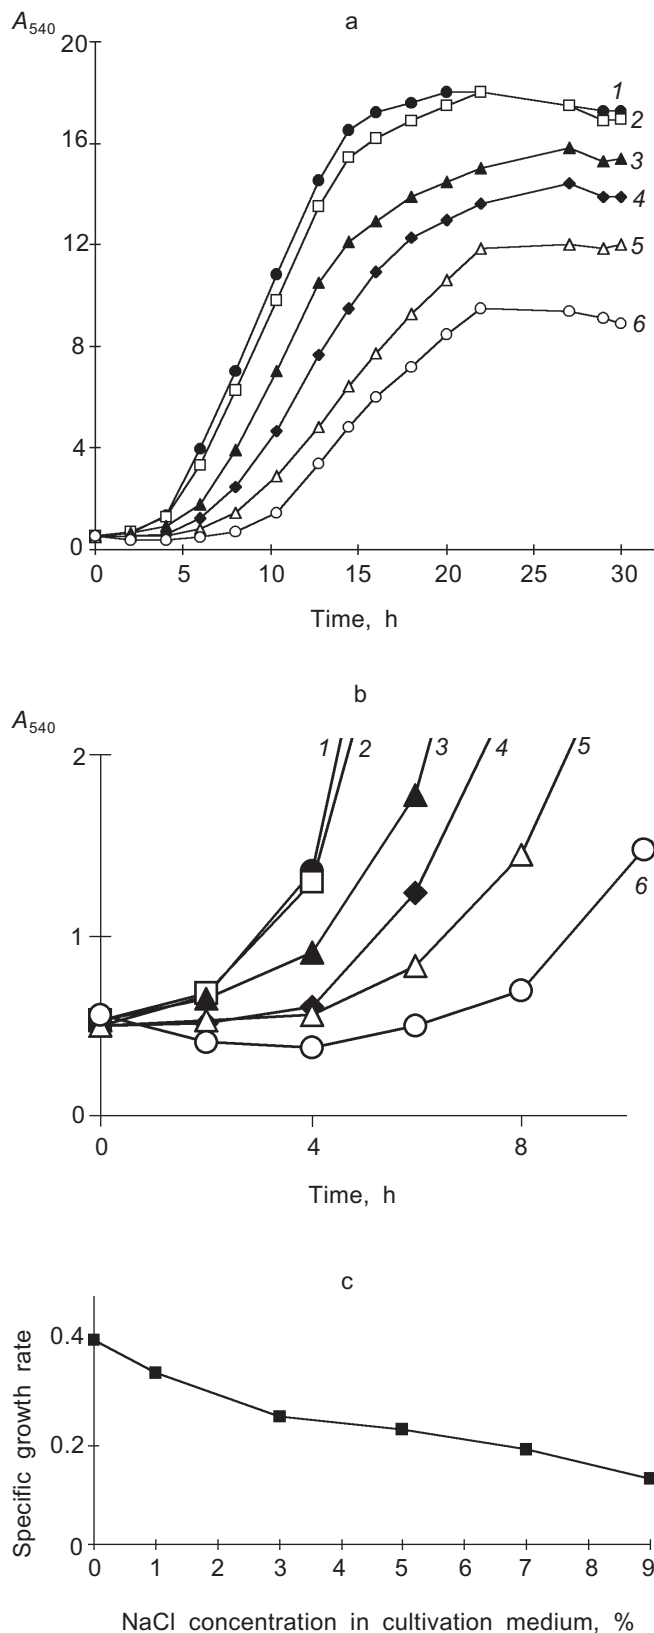 a
A540
20
16
12
8
4
0
1
2
3
4
5
6
0 5 10 15 20 25 30
Time, h
b
A540
2
1
0
1 2 3 4 5
6
0 4 8
Time, h
c
Specific growth rate
0.4
0.2
0
0 1 2 3 4 5 6 7 8 9
NaCl concentration in cultivation medium, %